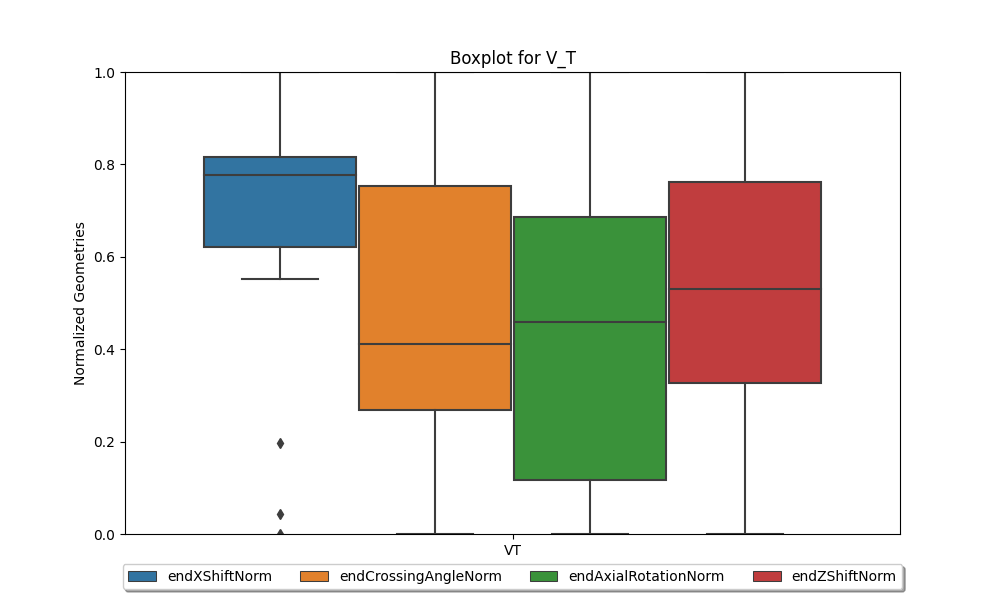 Boxplot for V_T
1.0
0.8
0.6
0.4
0.2
0.0
Normalized Geometries
VT
endXShiftNorm endCrossingAngleNorm endAxialRotationNorm endZShiftNorm